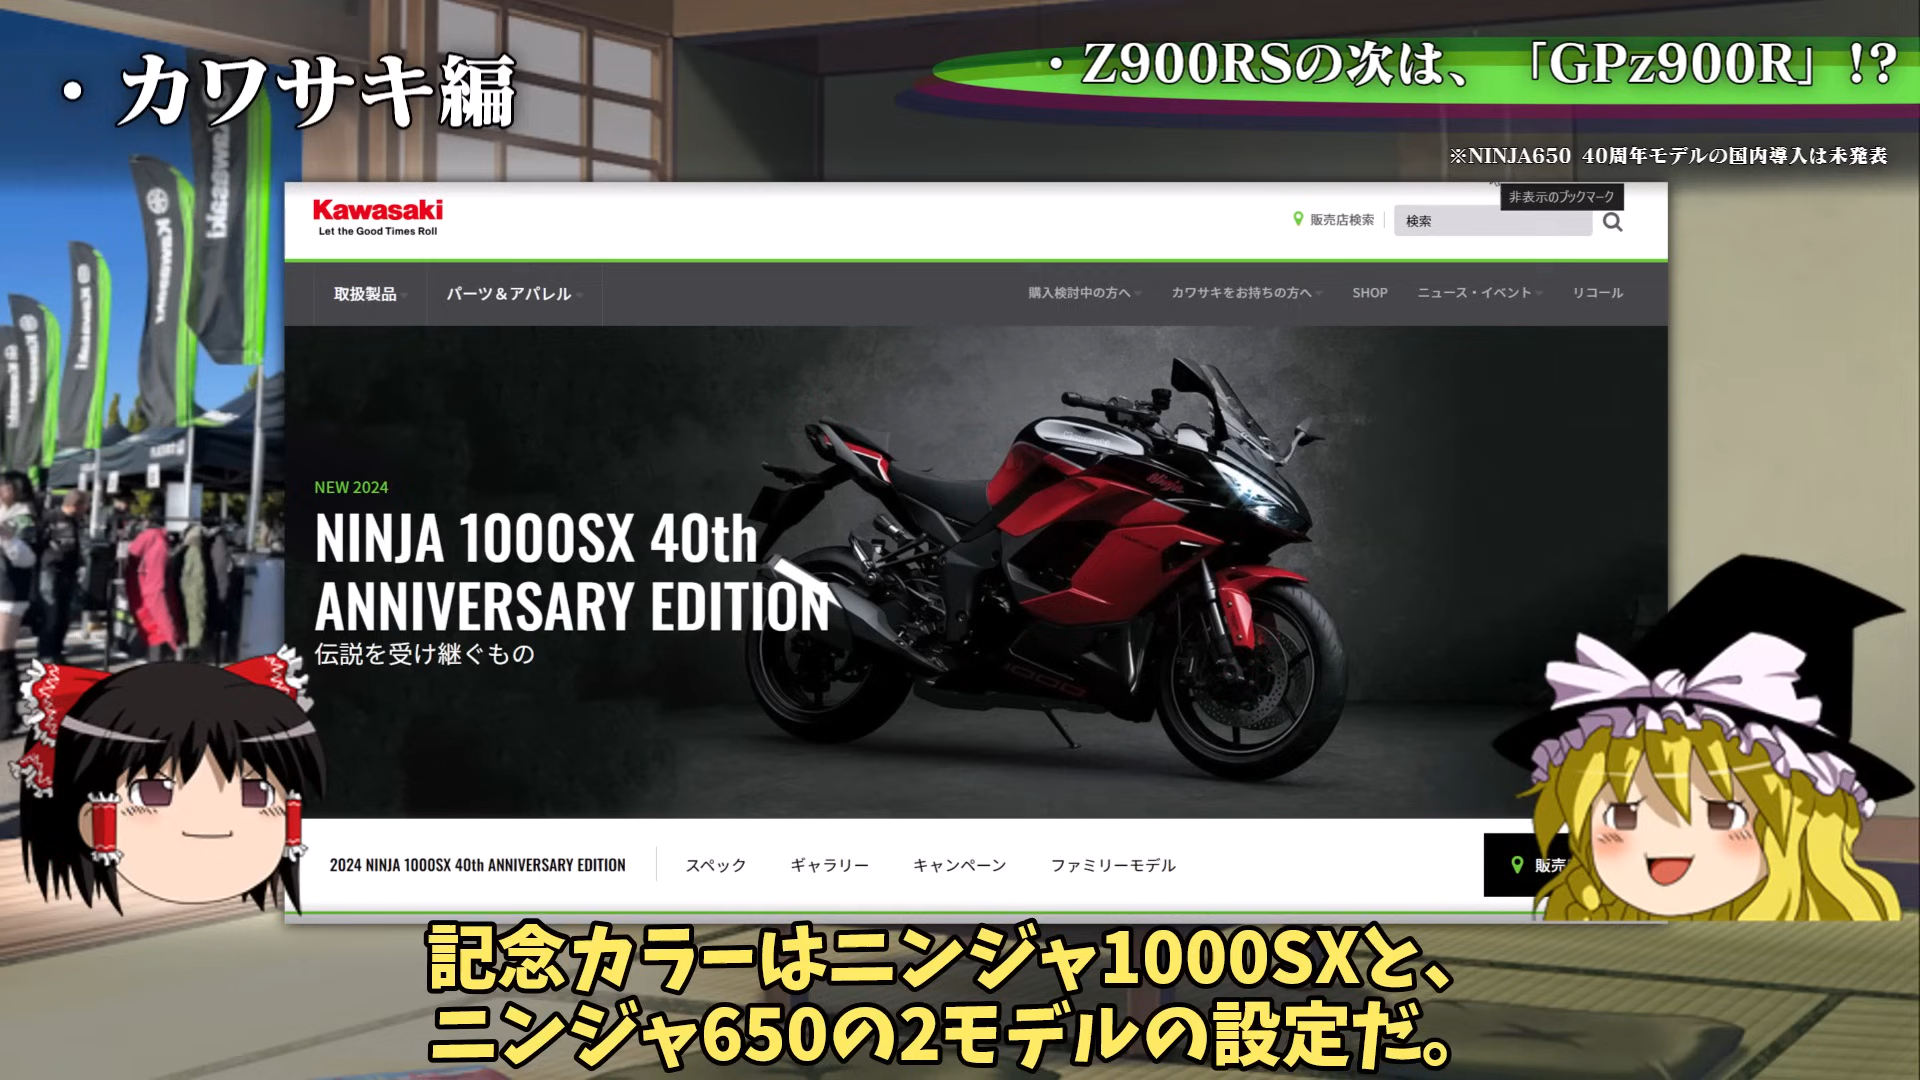 ・カワサキ編
・Z900RSの次は、「GPz900R」!?
※NINJA650 40周年モデルの国内導入は未発表
非表示のブックマーク
Kawasaki
Let the Good Times Roll
販売店検索
検索
取扱製品
パーツ＆アパレル
購入検討中の方へ
カワサキをお持ちの方へ
SHOP
ニュース・イベント
リコール
NEW 2024
NINJA 1000SX 40th
ANNIVERSARY EDITION
伝説を受け継ぐもの
Kawasaki
Kawasaki
Kawasaki
Kawasaki
Ninja
1000
2024 NINJA 1000SX 40th ANNIVERSARY EDITION
スペック
ギャラリー
キャンペーン
ファミリーモデル
販売
記念カラーはニンジャ1000SXと、
ニンジャ650の2モデルの設定だ。